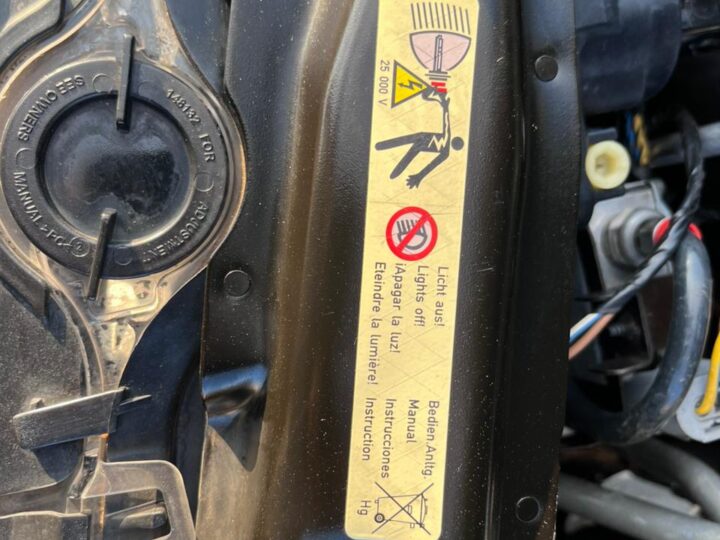 25 000 V
Licht aus!
Lights off!
¡Apagar la luz!
Eteindre la lumière!
Bedien.Anltg.
Manual
Instrucciones
Instruction
Hg
SEE OWNERS
MANUAL
FOR
ADJUSTMENT